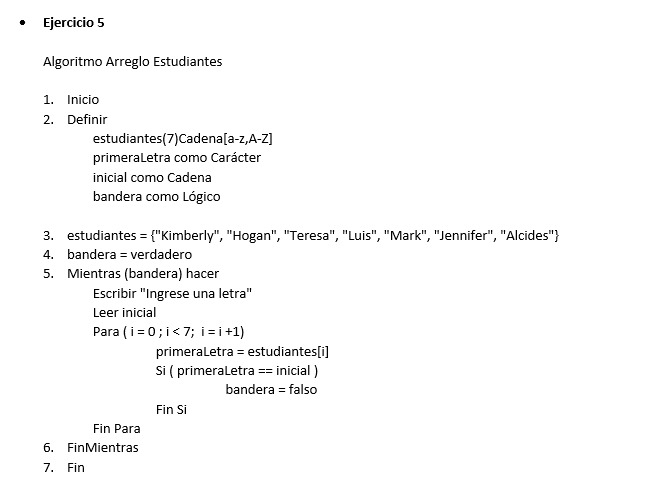 • Ejercicio 5
Algoritmo Arreglo Estudiantes
1. Inicio
2. Definir
estudiantes(7)Cadena[a-z,A-Z]
primeraLetra como Carácter
inicial como Cadena
bandera como Lógico
3. estudiantes = {"Kimberly", "Hogan", "Teresa", "Luis", "Mark", "Jennifer", "Alcides"}
4. bandera = verdadero
5. Mientras (bandera) hacer
Escribir "Ingrese una letra"
Leer inicial
Para ( i = 0 ; i < 7; i = i +1)
primeraLetra = estudiantes[i]
Si ( primeraLetra == inicial )
bandera = falso
Fin Si
Fin Para
6. FinMientras
7. Fin